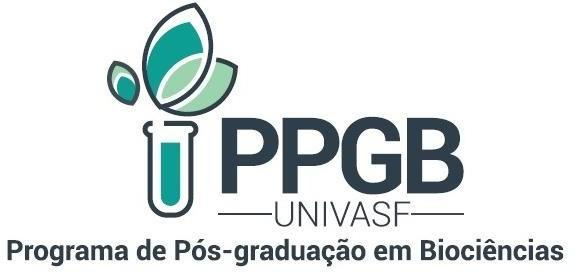 PPGB
UNIVASF
Programa de Pós-graduação em Biociências